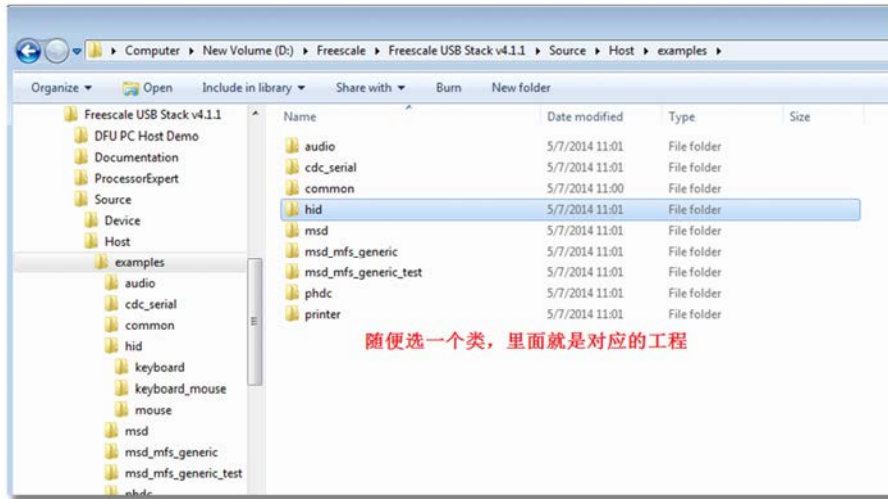 Computer ▸ New Volume (D:) ▸ Freescale ▸ Freescale USB Stack v4.1.1 ▸ Source ▸ Host ▸ examples ▸
Organize ▾ Open Include in library ▾ Share with ▾ Burn New folder
Freescale USB Stack v4.1.1
DFU PC Host Demo
Documentation
ProcessorExpert
Source
Device
Host
examples
audio
cdc_serial
common
hid
keyboard
keyboard_mouse
mouse
msd
msd_mfs_generic
msd_mfs_generic_test
phdc
Name Date modified Type Size
audio 5/7/2014 11:01 File folder
cdc_serial 5/7/2014 11:01 File folder
common 5/7/2014 11:00 File folder
hid 5/7/2014 11:01 File folder
msd 5/7/2014 11:01 File folder
msd_mfs_generic 5/7/2014 11:01 File folder
msd_mfs_generic_test 5/7/2014 11:01 File folder
phdc 5/7/2014 11:01 File folder
printer 5/7/2014 11:01 File folder
随便选一个类，里面就是对应的工程